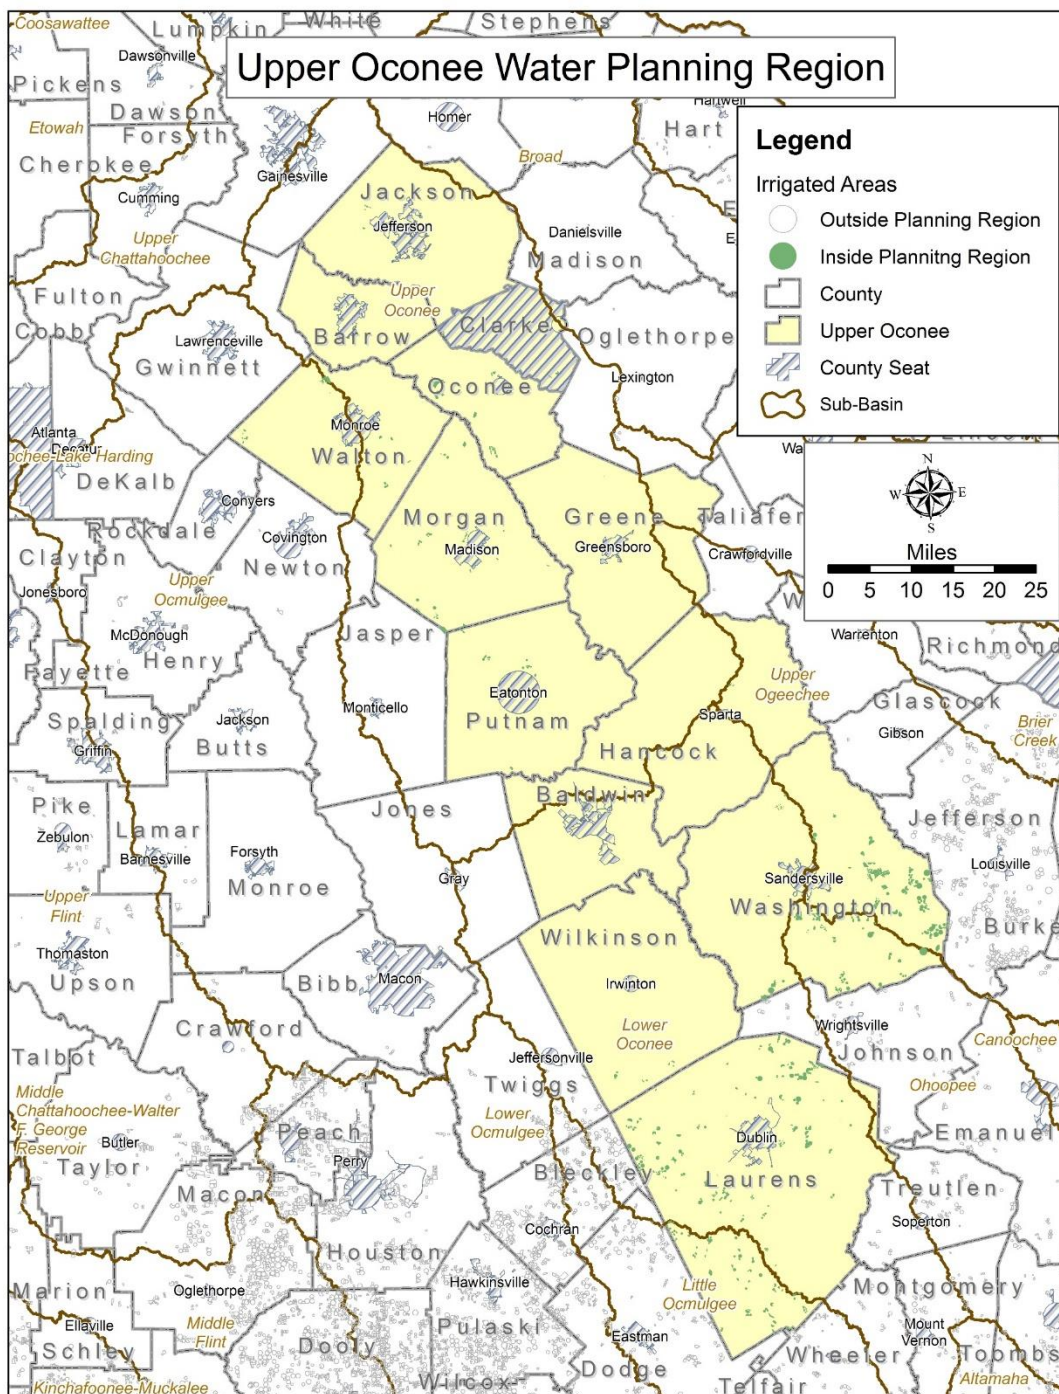 Upper Oconee Water Planning Region
Legend
Irrigated Areas
Outside Planning Region
Inside Plannitng Region
County
Upper Oconee
County Seat
Sub-Basin
N
W
E
S
Miles
0 5 10 15 20 25
Coosawattee
Lumpkin
White
Stephens
Dawsonville
Pickens
Dawson
Homer
Hartwell
Hart
Etowah
Forsyth
Cherokee
Gainesville
Broad
Cumming
Jackson
Jefferson
Danielsville
Madison
Upper
Chattahoochee
Fulton
Cobb
Upper
Oconee
Barrow
Clarke
Oglethorpe
Lawrenceville
Gwinnett
Oconee
Lexington
Atlanta
Decatur
ochee-Lake Harding
DeKalb
Monroe
Walton
Conyers
Rockdale
Covington
Newton
Morgan
Madison
Greene
Greensboro
Taliafer
Crawfordville
Clayton
Jonesboro
Upper
Ocmulgee
McDonough
Henry
Fayette
Jasper
Warrenton
Richmond
Eatonton
Putnam
Upper
Ogeechee
Glascock
Gibson
Brier
Creek
Spalding
Griffin
Jackson
Butts
Monticello
Sparta
Hancock
Pike
Zebulon
Lamar
Barnesville
Forsyth
Monroe
Jones
Gray
Baldwin
Jefferson
Louisville
Burke
Sandersville
Washington
Upper
Flint
Thomaston
Upson
Bibb
Macon
Wilkinson
Irwinton
Crawford
Talbot
Lower
Oconee
Wrightsville
Johnson
Canoochee
Ohoopee
Emanuel
Jeffersonville
Twiggs
Middle
Chattahoochee-Walter
F. George
Reservoir
Butler
Taylor
Peach
Perry
Lower
Ocmulgee
Bleckley
Dublin
Laurens
Treutlen
Soperton
Macon
Houston
Cochran
Marion
Oglethorpe
Hawkinsville
Little
Ocmulgee
Montgomery
Mount
Vernon
Ellaville
Schley
Middle
Flint
Dooly
Pulaski
Eastman
Dodge
Wheeler
Toombs
Kinchafoonee-Muckalee
Wilcox
Telfair
Altamaha